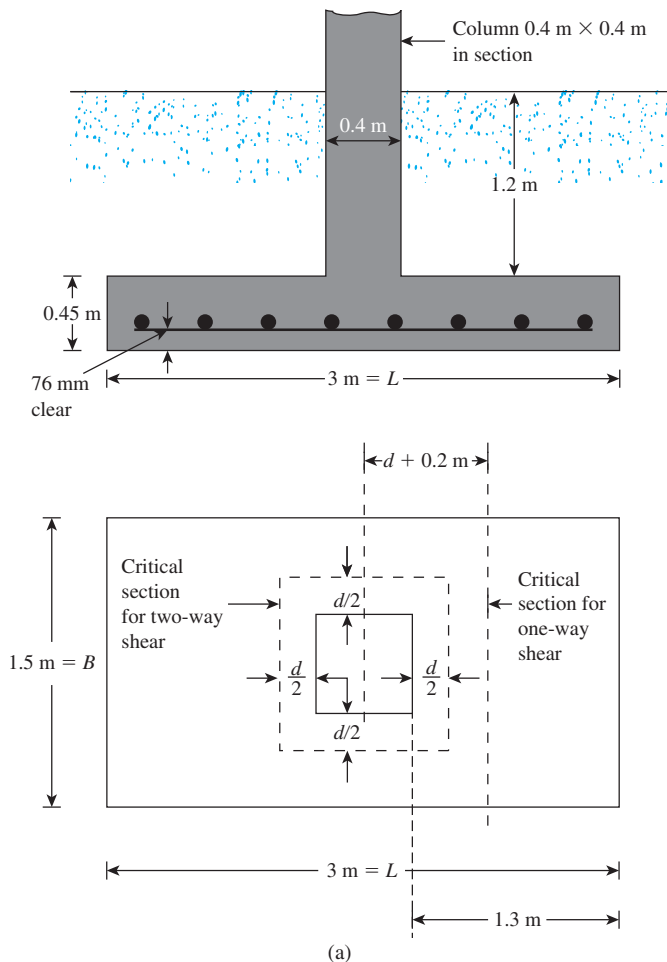 Column 0.4 m × 0.4 m
in section
0.4 m
1.2 m
0.45 m
76 mm
clear
3 m = L
d + 0.2 m
Critical
section
for two-way
shear
d/2
Critical
section for
one-way
shear
1.5 m = B
d
2
d
2
d/2
3 m = L
1.3 m
(a)